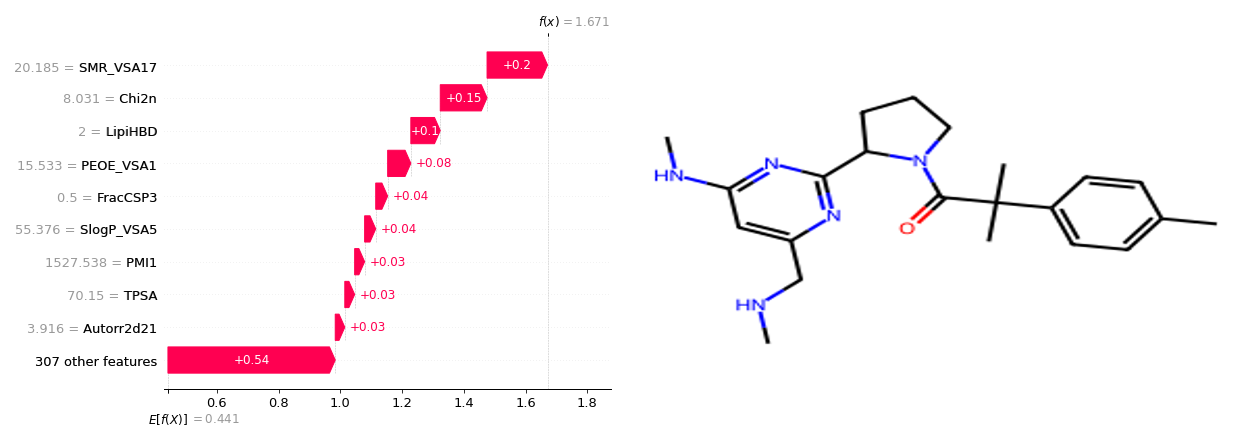 f(x) = 1.671
20.185 = SMR_VSA17
+0.2
8.031 = Chi2n
+0.15
2 = LipiHBD
+0.1
15.533 = PEOE_VSA1
+0.08
0.5 = FracCSP3
+0.04
55.376 = SlogP_VSA5
+0.04
1527.538 = PMI1
+0.03
70.15 = TPSA
+0.03
3.916 = Autorr2d21
+0.03
307 other features
+0.54
0.6 0.8 1.0 1.2 1.4 1.6 1.8
E[f(X)] = 0.441
HN
N
N
N
O
HN